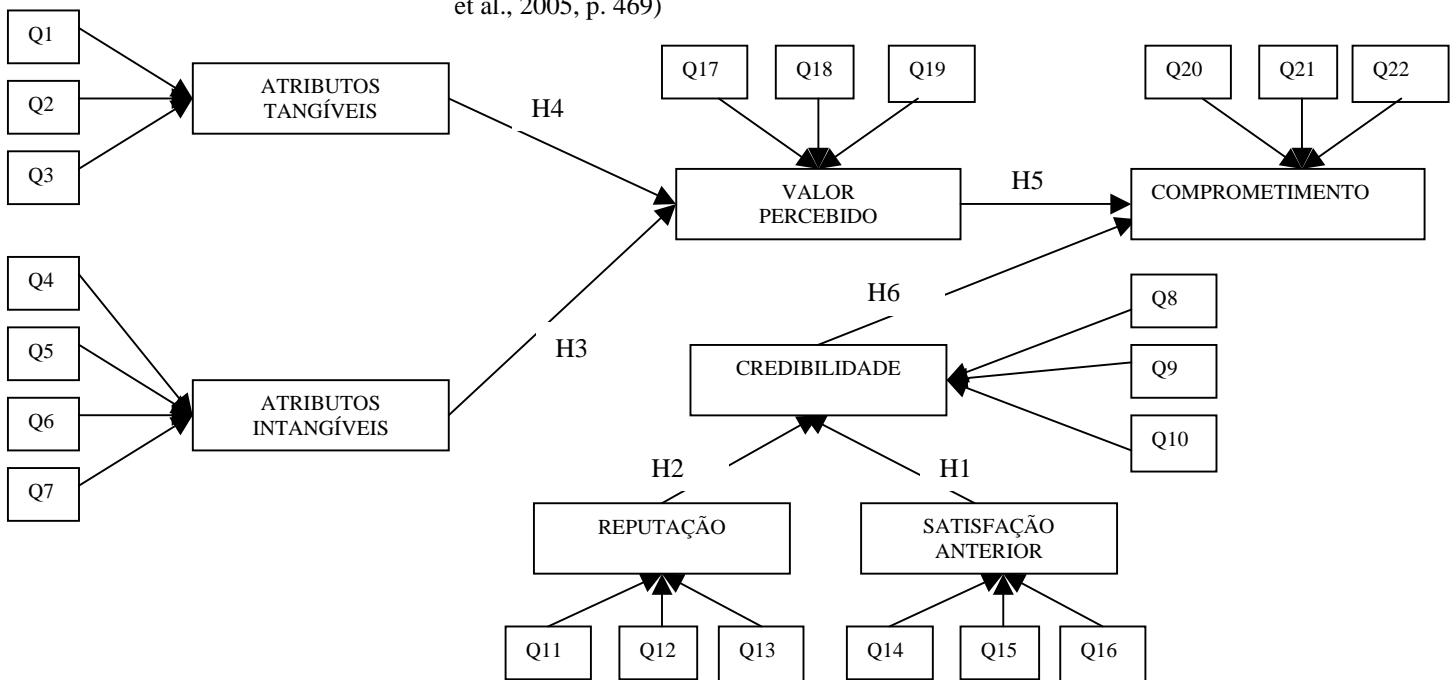 et al., 2005, p. 469)
Q1
Q2
Q3
ATRIBUTOS
TANGÍVEIS
H4
Q17
Q18
Q19
Q20
Q21
Q22
VALOR
PERCEBIDO
H5
COMPROMETIMENTO
Q4
Q5
Q6
Q7
ATRIBUTOS
INTANGÍVEIS
H3
H6
CREDIBILIDADE
Q8
Q9
Q10
H2
H1
REPUTAÇÃO
SATISFAÇÃO
ANTERIOR
Q11
Q12
Q13
Q14
Q15
Q16